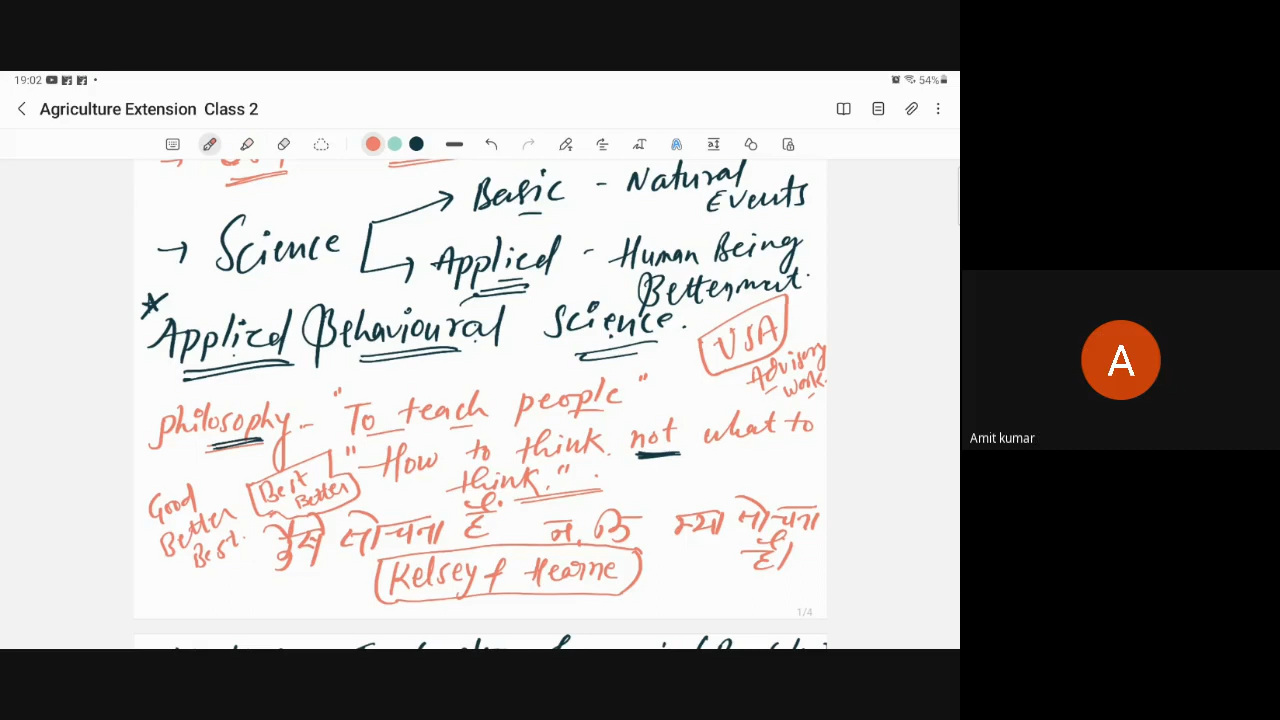 19:02
54%
Agriculture Extension Class 2
Basic - Natural Events
→ Science
Applied - Human Being Betterment.
Applied Behavioural Science.
USA
Advisory work.
Philosophy - "To teach people"
"How to think not what to think."
Good
Better
Best.
Best
Better
कैसे सोचना है न. कि क्या सोचना है।
Kelsey & Hearne
1/4
A
Amit kumar